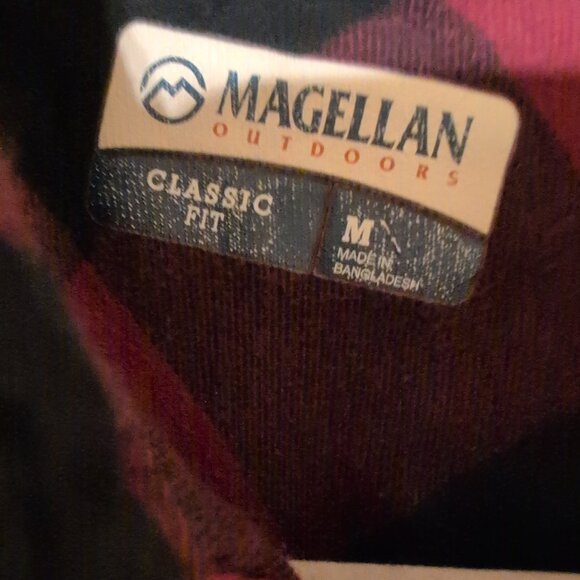 MAGELLAN
OUTDOORS
CLASSIC
FIT
M
MADE IN
BANGLADESH